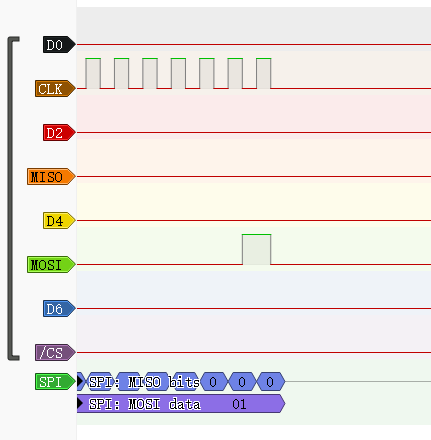 D0
CLK
D2
MISO
D4
MOSI
D6
/CS
SPI SPI: MISO bits 0 0 0
SPI: MOSI data 01